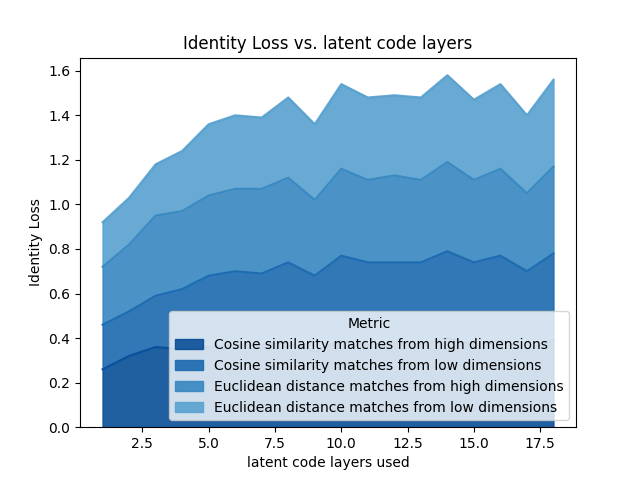 Identity Loss vs. latent code layers
1.6
1.4
1.2
1.0
0.8
0.6
0.4
0.2
0.0
Identity Loss
Metric
Cosine similarity matches from high dimensions
Cosine similarity matches from low dimensions
Euclidean distance matches from high dimensions
Euclidean distance matches from low dimensions
2.5 5.0 7.5 10.0 12.5 15.0 17.5
latent code layers used